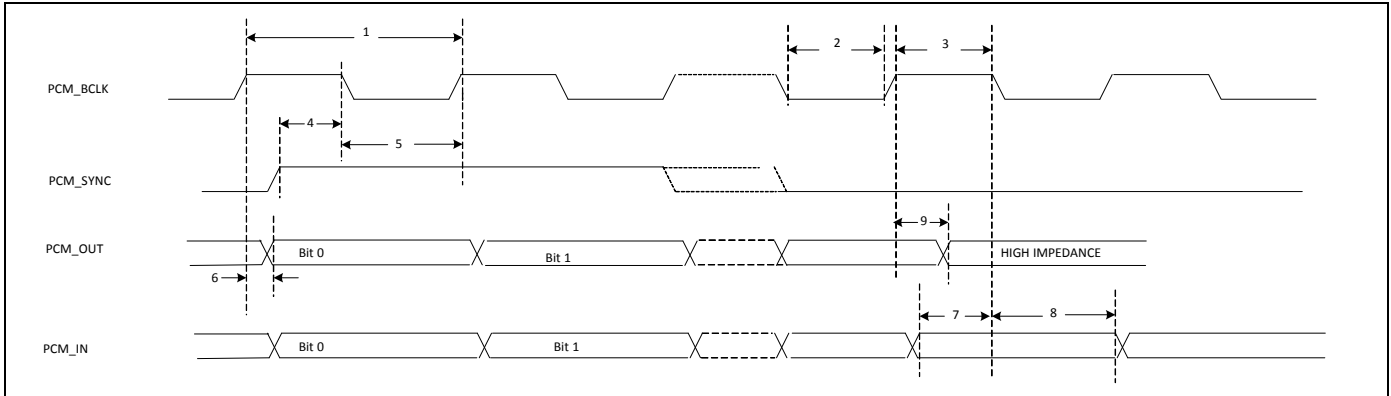 1
2
3
PCM_BCLK
4
5
PCM_SYNC
9
PCM_OUT
Bit 0
Bit 1
HIGH IMPEDANCE
6
7
8
PCM_IN
Bit 0
Bit 1